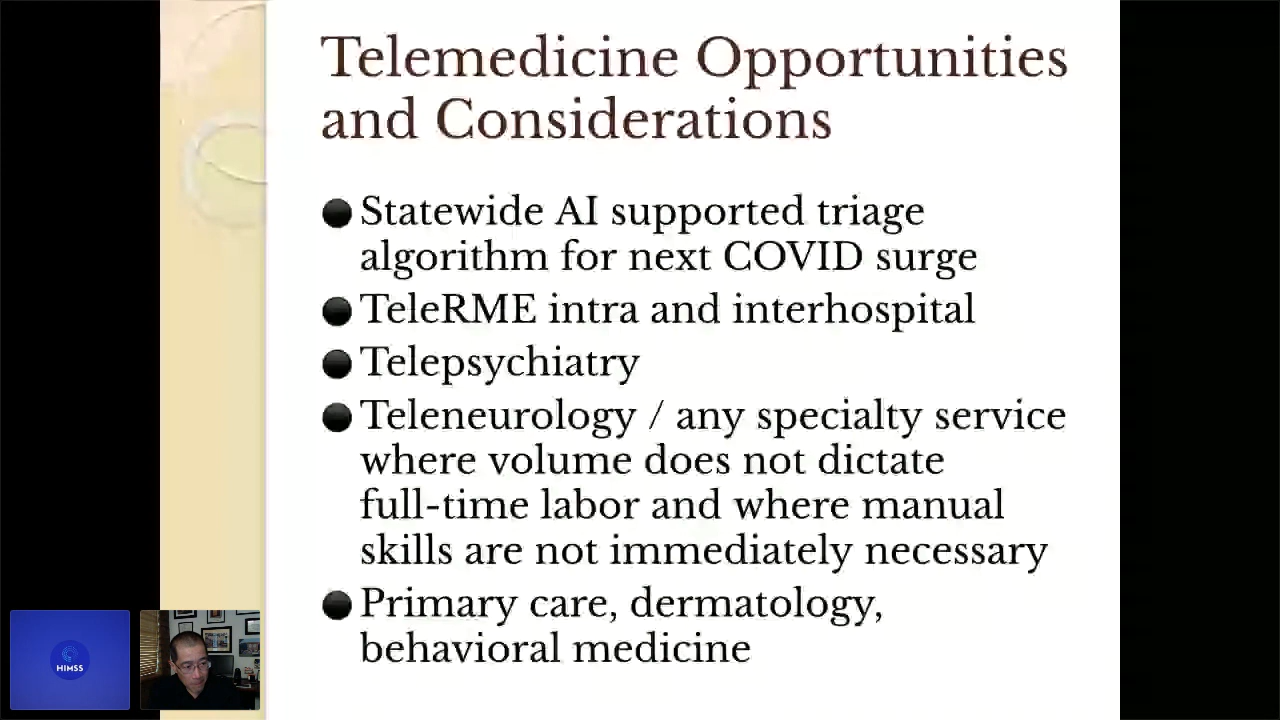 Telemedicine Opportunities
and Considerations
Statewide AI supported triage
algorithm for next COVID surge
TeleRME intra and interhospital
Telepsychiatry
Teleneurology / any specialty service
where volume does not dictate
full-time labor and where manual
skills are not immediately necessary
Primary care, dermatology,
behavioral medicine
HIMSS